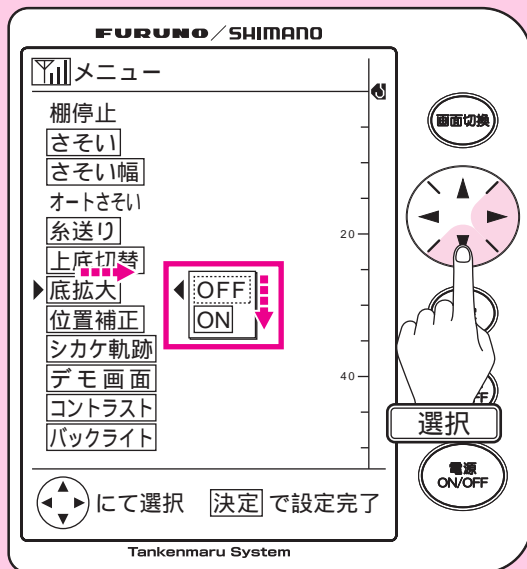 FURUNO/SHIMANO
メニュー
棚停止
さそい
さそい幅
オートさそい
糸送り
上底切替
底拡大
位置補正
シカケ軌跡
デモ画面
コントラスト
バックライト
OFF
ON
20
40
にて選択 決定 で設定完了
Tankenmaru System
画面切換
選択
電源
ON/OFF